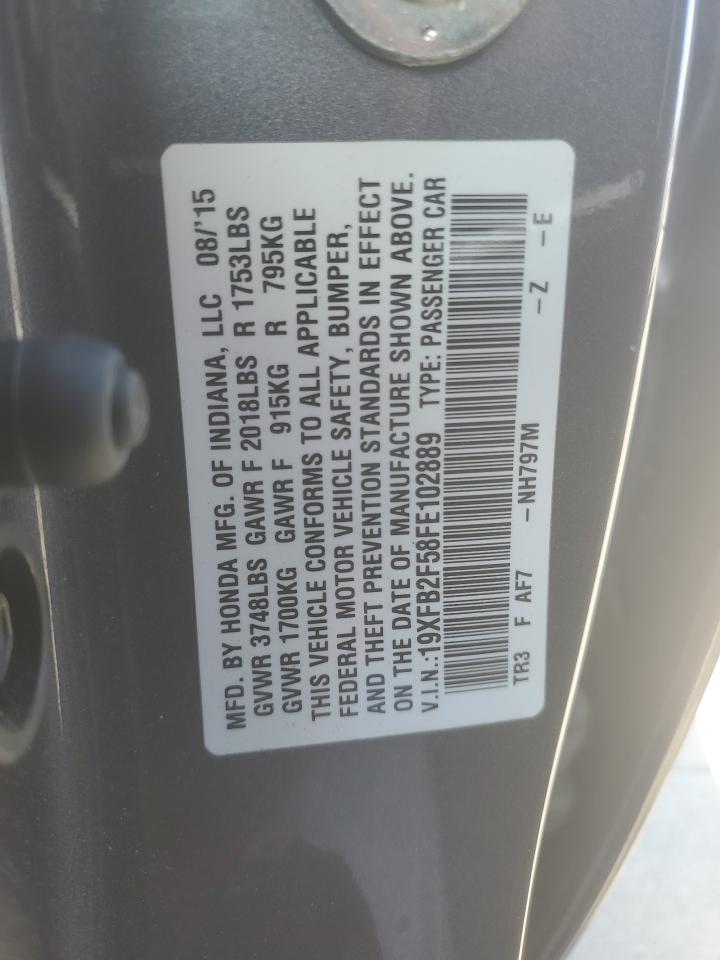 MFD. BY HONDA MFG. OF INDIANA, LLC 08/'15
GVWR 3748LBS GAWR F 2018LBS R 1753LBS
GVWR 1700KG GAWR F 915KG R 795KG
THIS VEHICLE CONFORMS TO ALL APPLICABLE
FEDERAL MOTOR VEHICLE SAFETY, BUMPER,
AND THEFT PREVENTION STANDARDS IN EFFECT
ON THE DATE OF MANUFACTURE SHOWN ABOVE.
V.I.N.:19XFB2F58FE102889 TYPE: PASSENGER CAR
TR3 F AF7 –NH797M –Z –E